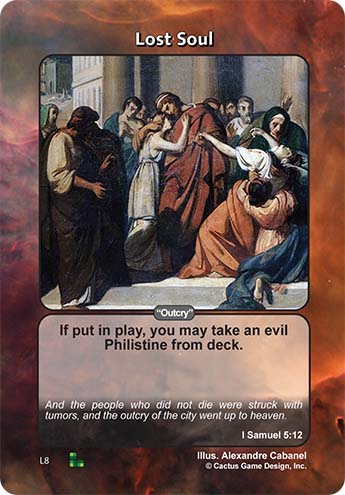 Lost Soul
"Outcry"
If put in play, you may take an evil
Philistine from deck.
And the people who did not die were struck with
tumors, and the outcry of the city went up to heaven.
I Samuel 5:12
L8
Illus. Alexandre Cabanel
© Cactus Game Design, Inc.